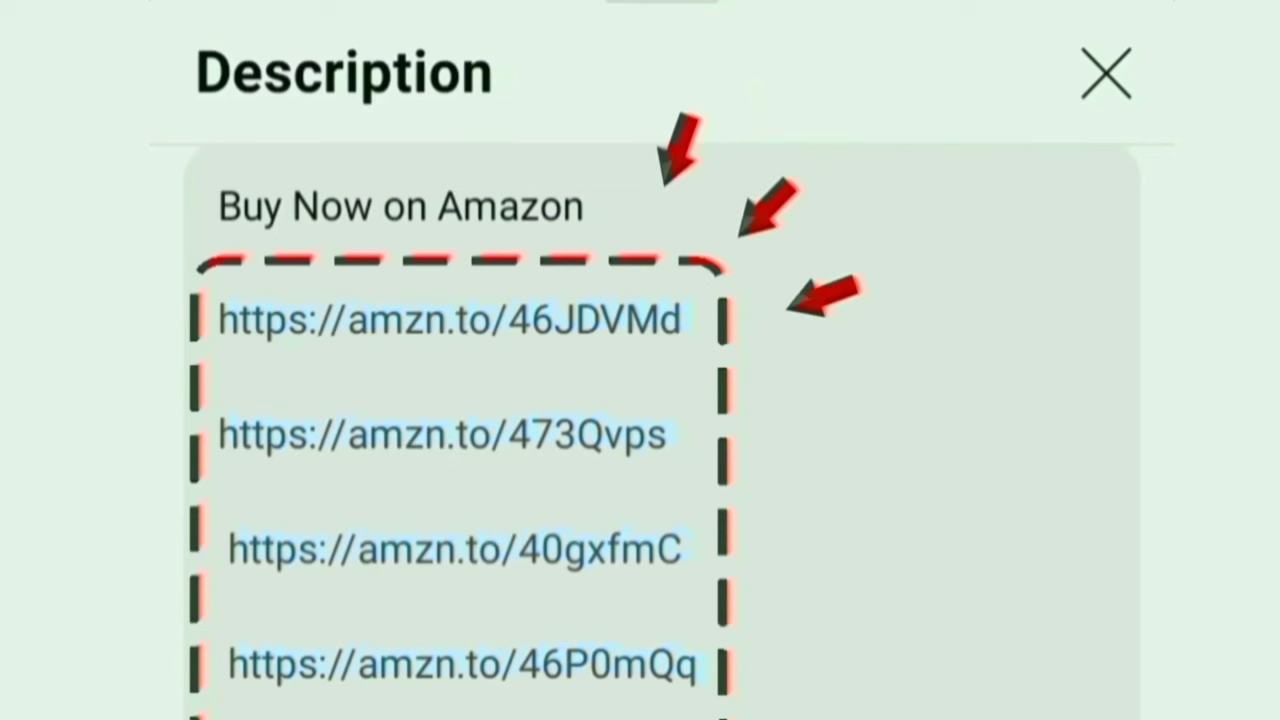 Description
Buy Now on Amazon
https://amzn.to/46JDVMd
https://amzn.to/473Qvps
https://amzn.to/40gxfmC
https://amzn.to/46P0mQq